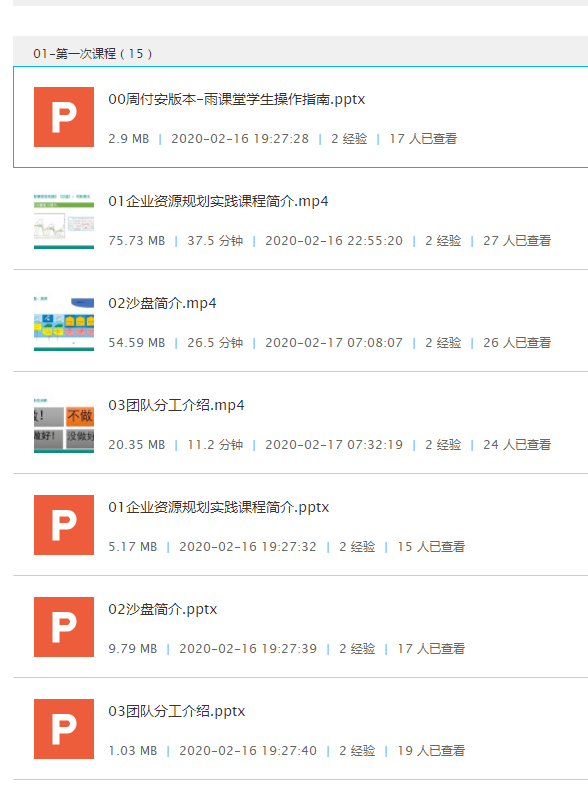 01-第一次课程 ( 15 )
P
00周付安版本-雨课堂学生操作指南.pptx
2.9 MB | 2020-02-16 19:27:28 | 2 经验 | 17 人已查看
01企业资源规划实践课程简介.mp4
75.73 MB | 37.5 分钟 | 2020-02-16 22:55:20 | 2 经验 | 27 人已查看
02沙盘简介.mp4
54.59 MB | 26.5 分钟 | 2020-02-17 07:08:07 | 2 经验 | 26 人已查看
不做
做好!
没做好
03团队分工介绍.mp4
20.35 MB | 11.2 分钟 | 2020-02-17 07:32:19 | 2 经验 | 24 人已查看
P
01企业资源规划实践课程简介.pptx
5.17 MB | 2020-02-16 19:27:32 | 2 经验 | 15 人已查看
P
02沙盘简介.pptx
9.79 MB | 2020-02-16 19:27:39 | 2 经验 | 17 人已查看
P
03团队分工介绍.pptx
1.03 MB | 2020-02-16 19:27:40 | 2 经验 | 19 人已查看